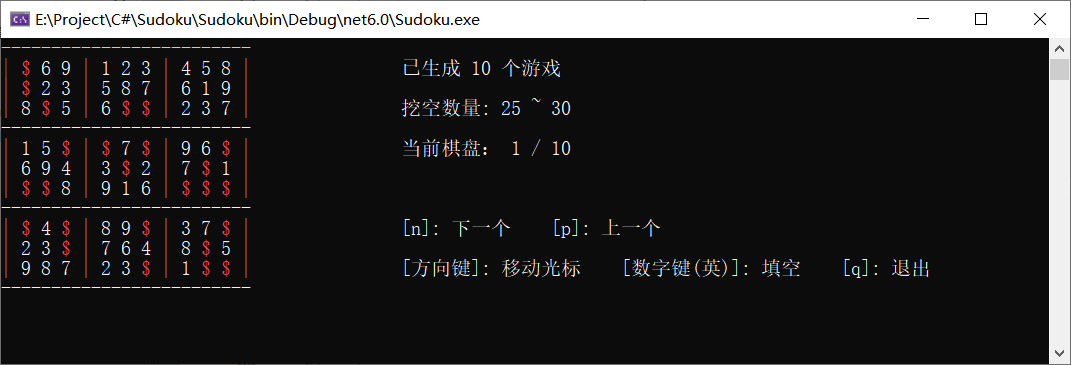 E:\Project\C#\Sudoku\Sudoku\bin\Debug\net6.0\Sudoku.exe
-------------------------
| $ 6 9 | 1 2 3 | 4 5 8 | 已生成 10 个游戏
| $ 2 3 | 5 8 7 | 6 1 9 |
| 8 $ 5 | 6 $ $ | 2 3 7 | 挖空数量: 25 ~ 30
-------------------------
| 1 5 $ | $ 7 $ | 9 6 $ | 当前棋盘: 1 / 10
| 6 9 4 | 3 $ 2 | 7 $ 1 |
| $ $ 8 | 9 1 6 | $ $ $ |
-------------------------
| $ 4 $ | 8 9 $ | 3 7 $ | [n]: 下一个 [p]: 上一个
| 2 3 $ | 7 6 4 | 8 $ 5 |
| 9 8 7 | 2 3 $ | 1 $ $ | [方向键]: 移动光标 [数字键(英)]: 填空 [q]: 退出
-------------------------